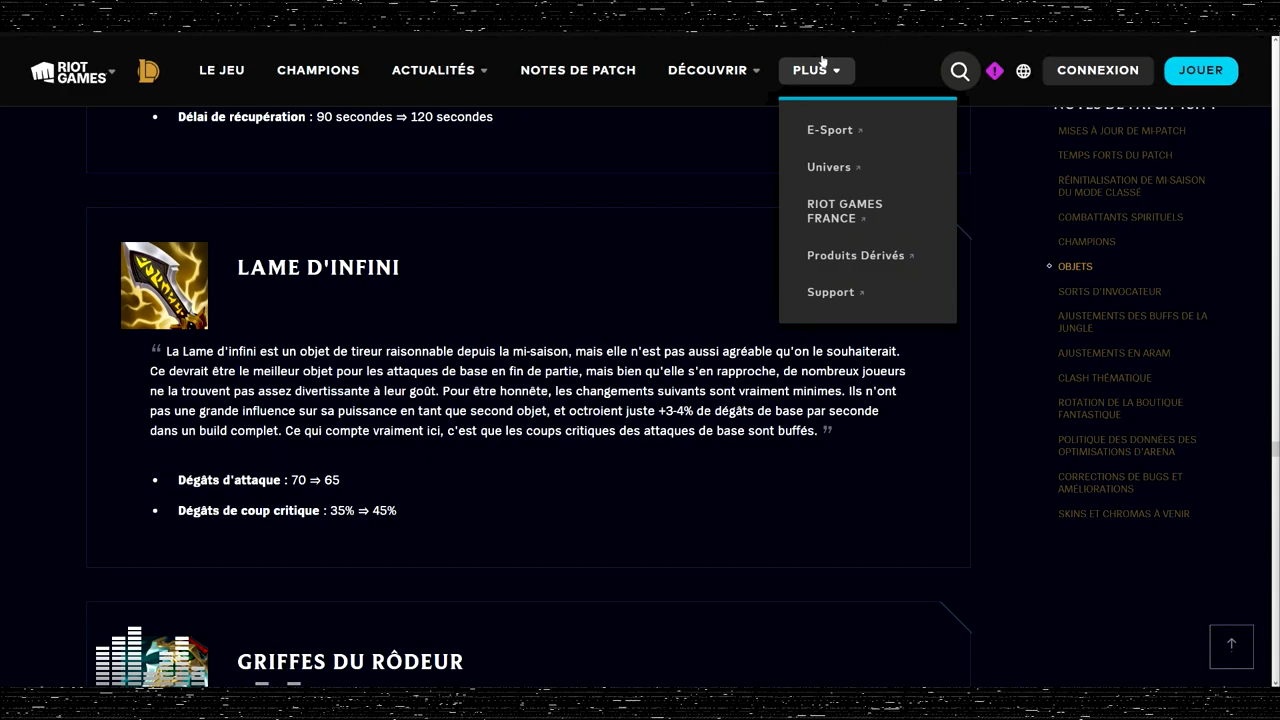 RIOT
GAMES
LE JEU
CHAMPIONS
ACTUALITÉS
NOTES DE PATCH
DÉCOUVRIR
PLUS
CONNEXION
JOUER
E-Sport
Univers
RIOT GAMES
FRANCE
Produits Dérivés
Support
• Délai de récupération : 90 secondes ⇒ 120 secondes
LAME D'INFINI
“ La Lame d'infini est un objet de tireur raisonnable depuis la mi-saison, mais elle n'est pas aussi agréable qu'on le souhaiterait.
Ce devrait être le meilleur objet pour les attaques de base en fin de partie, mais bien qu'elle s'en rapproche, de nombreux joueurs
ne la trouvent pas assez divertissante à leur goût. Pour être honnête, les changements suivants sont vraiment minimes. Ils n'ont
pas une grande influence sur sa puissance en tant que second objet, et octroient juste +3-4% de dégâts de base par seconde
dans un build complet. Ce qui compte vraiment ici, c'est que les coups critiques des attaques de base sont buffés. ”
• Dégâts d'attaque : 70 ⇒ 65
• Dégâts de coup critique : 35% ⇒ 45%
GRIFFES DU RÔDEUR
MISES À JOUR DE MI-PATCH
TEMPS FORTS DU PATCH
RÉINITIALISATION DE MI-SAISON
DU MODE CLASSÉ
COMBATTANTS SPIRITUELS
CHAMPIONS
OBJETS
SORTS D'INVOCATEUR
AJUSTEMENTS DES BUFFS DE LA
JUNGLE
AJUSTEMENTS EN ARAM
CLASH THÉMATIQUE
ROTATION DE LA BOUTIQUE
FANTASTIQUE
POLITIQUE DES DONNÉES DES
OPTIMISATIONS D'ARENA
CORRECTIONS DE BUGS ET
AMÉLIORATIONS
SKINS ET CHROMAS À VENIR